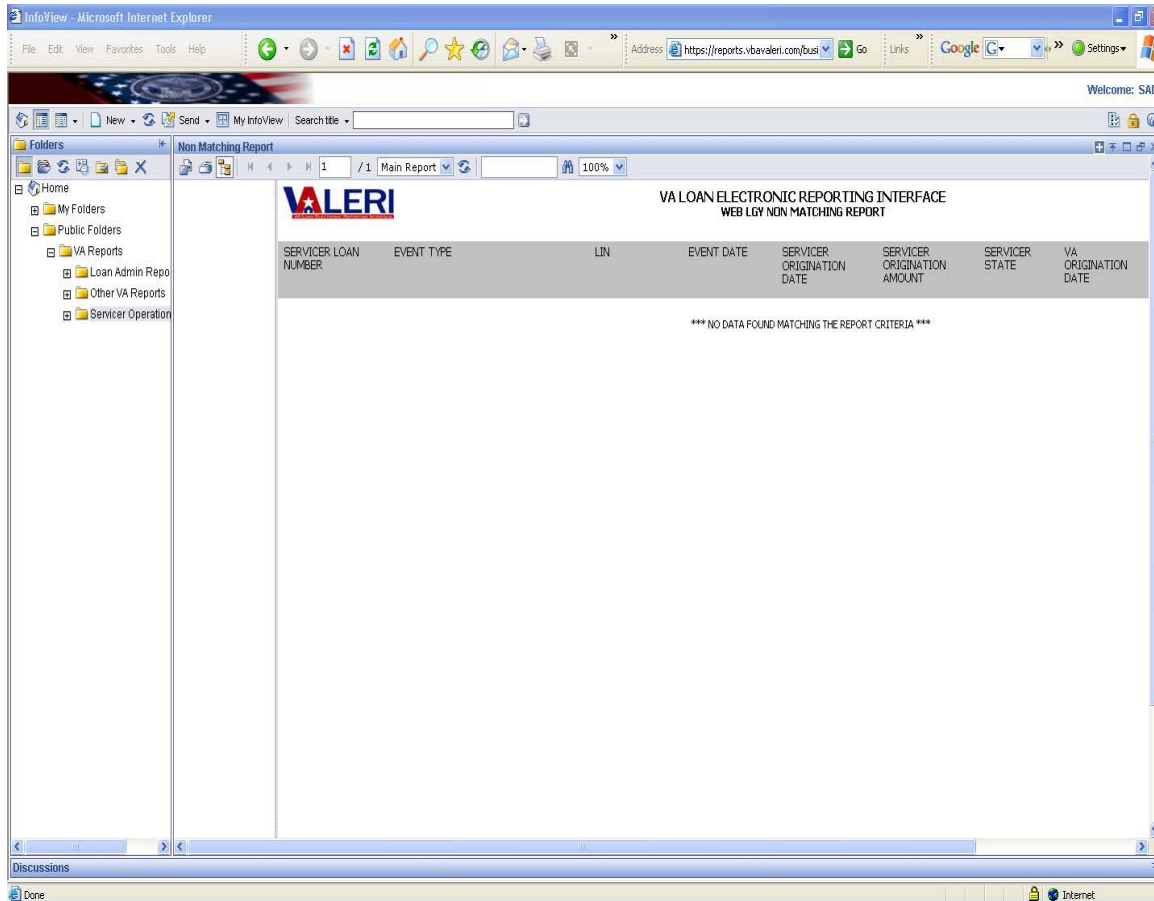 InfoView - Microsoft Internet Explorer
File Edit View Favorites Tools Help
Address https://reports.vbavaleri.com/busi Go Links Google G Settings
Welcome: SAI
New Send My InfoView Search title
Folders
Non Matching Report
1 /1 Main Report 100%
Home
My Folders
Public Folders
VA Reports
Loan Admin Repo
Other VA Reports
Servicer Operation
VALERI
VA LOAN ELECTRONIC REPORTING INTERFACE
WEB LGY NON MATCHING REPORT
SERVICER LOAN NUMBER
EVENT TYPE
LIN
EVENT DATE
SERVICER ORIGINATION DATE
SERVICER ORIGINATION AMOUNT
SERVICER STATE
VA ORIGINATION DATE
*** NO DATA FOUND MATCHING THE REPORT CRITERIA ***
Discussions
Done
Internet